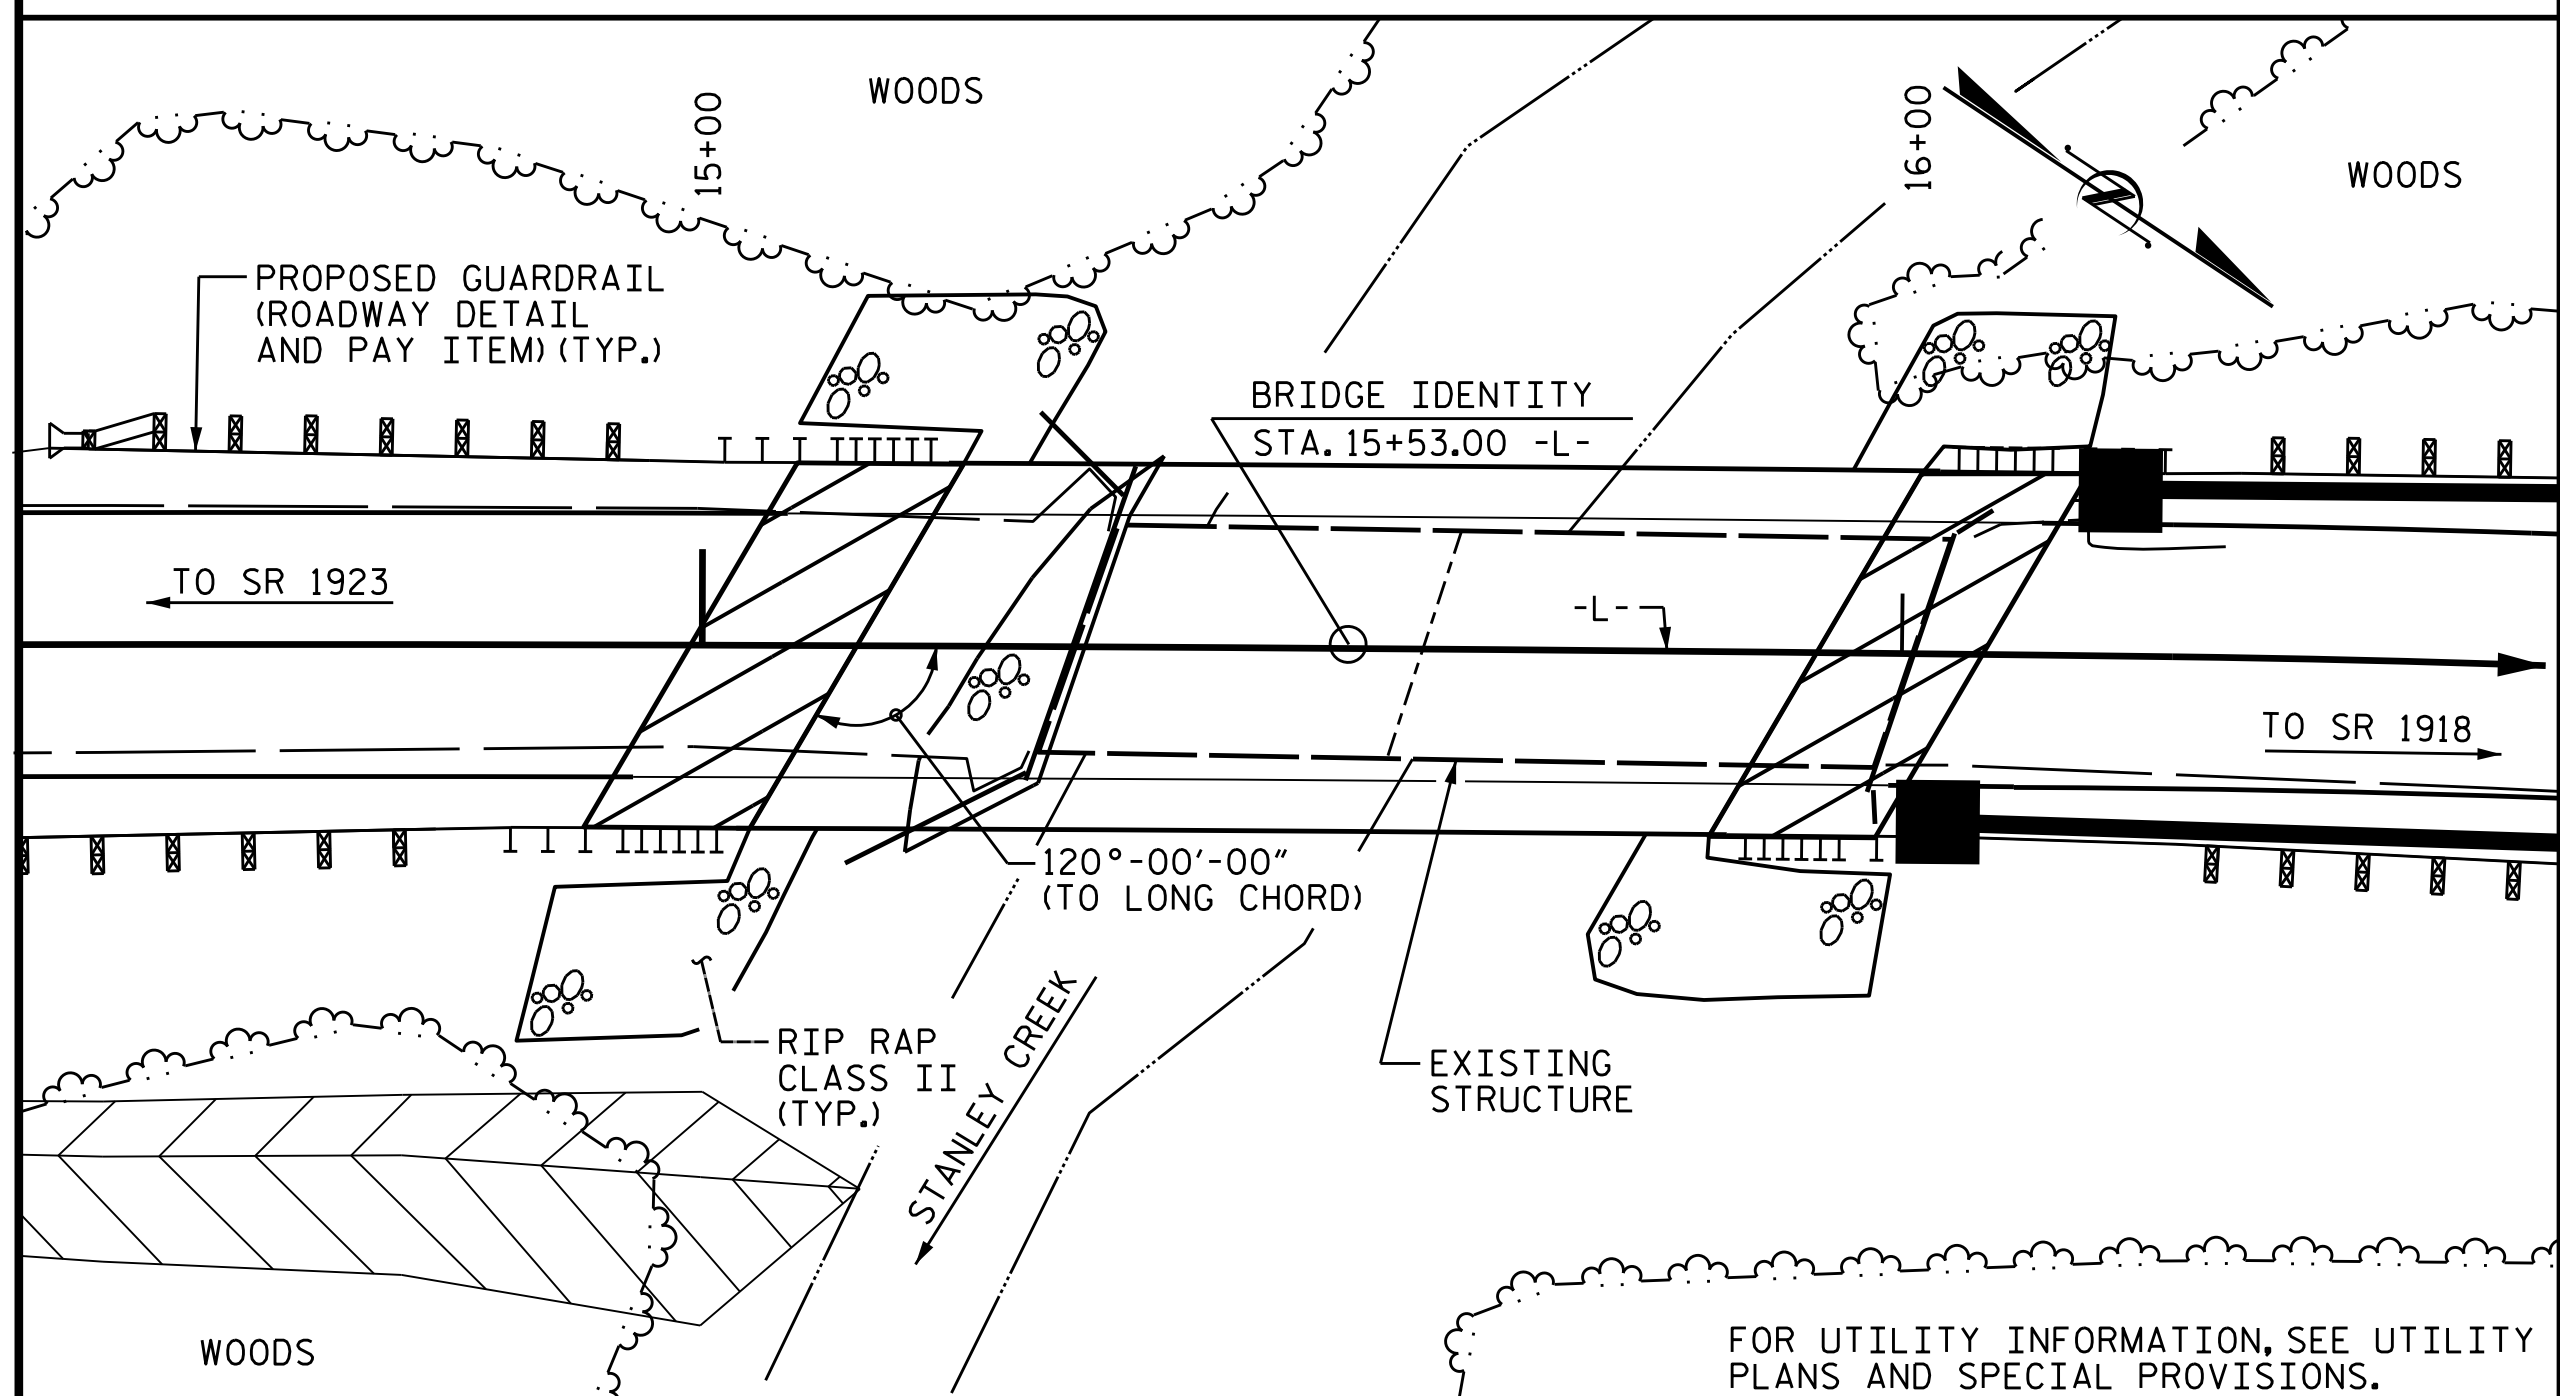 WOODS
15+00
16+00
WOODS
PROPOSED GUARDRAIL
(ROADWAY DETAIL
AND PAY ITEM)(TYP.)
BRIDGE IDENTITY
STA. 15+53.00 -L-
TO SR 1923
-L-
TO SR 1918
120°-00'-00"
(TO LONG CHORD)
STANLEY CREEK
RIP RAP
CLASS II
(TYP.)
EXISTING
STRUCTURE
WOODS
FOR UTILITY INFORMATION, SEE UTILITY
PLANS AND SPECIAL PROVISIONS.